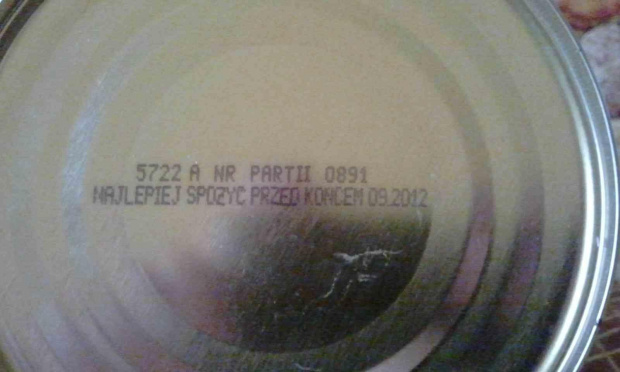 5722 A NR PARTII 0891
NAJLEPIEJ SPOZYC PRZED KONCEM 09.2012